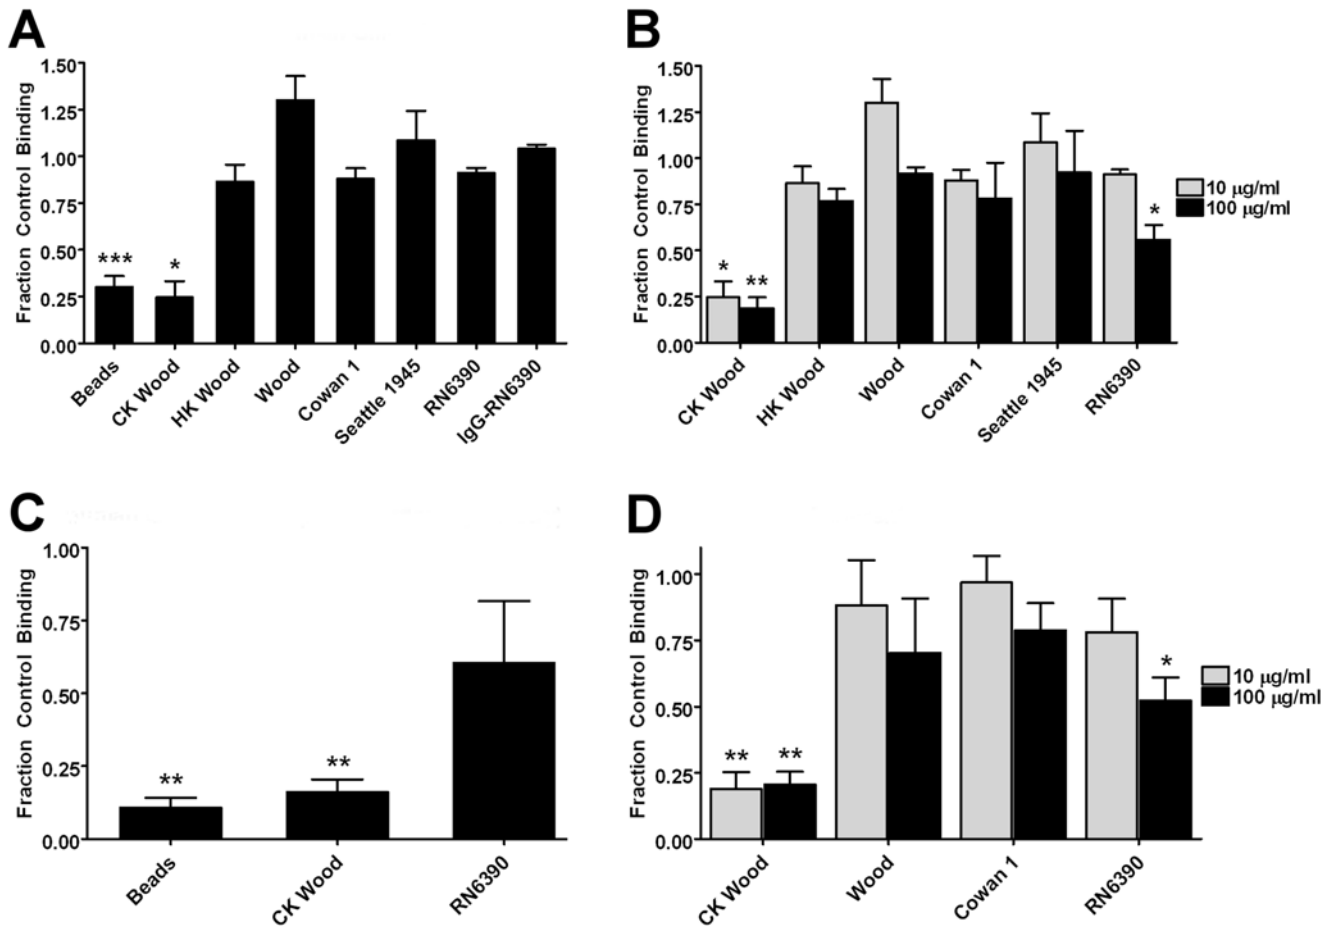 A
Fraction Control Binding
1.50
1.25
1.00
0.75
0.50
0.25
0.00
***
*
Beads
CK Wood
HK Wood
Wood
Cowan 1
Seattle 1945
RN6390
IgG-RN6390
B
Fraction Control Binding
1.50
1.25
1.00
0.75
0.50
0.25
0.00
*
**
*
10 µg/ml
100 µg/ml
CK Wood
HK Wood
Wood
Cowan 1
Seattle 1945
RN6390
C
Fraction Control Binding
1.00
0.75
0.50
0.25
0.00
**
**
Beads
CK Wood
RN6390
D
Fraction Control Binding
1.00
0.75
0.50
0.25
0.00
**
**
*
10 µg/ml
100 µg/ml
CK Wood
Wood
Cowan 1
RN6390